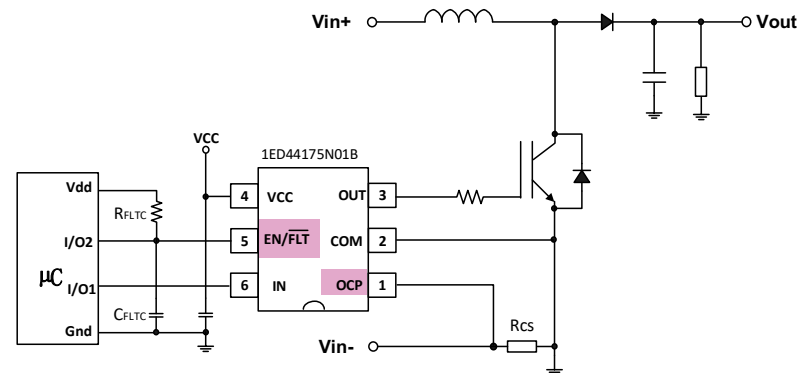 Vin+
Vout
VCC
1ED44175N01B
Vdd
RFLTC
4
VCC
OUT
3
I/O2
5
EN/F̅L̅T̅
COM
2
µC
I/O1
6
IN
OCP
1
CFLTC
Gnd
Rcs
Vin-